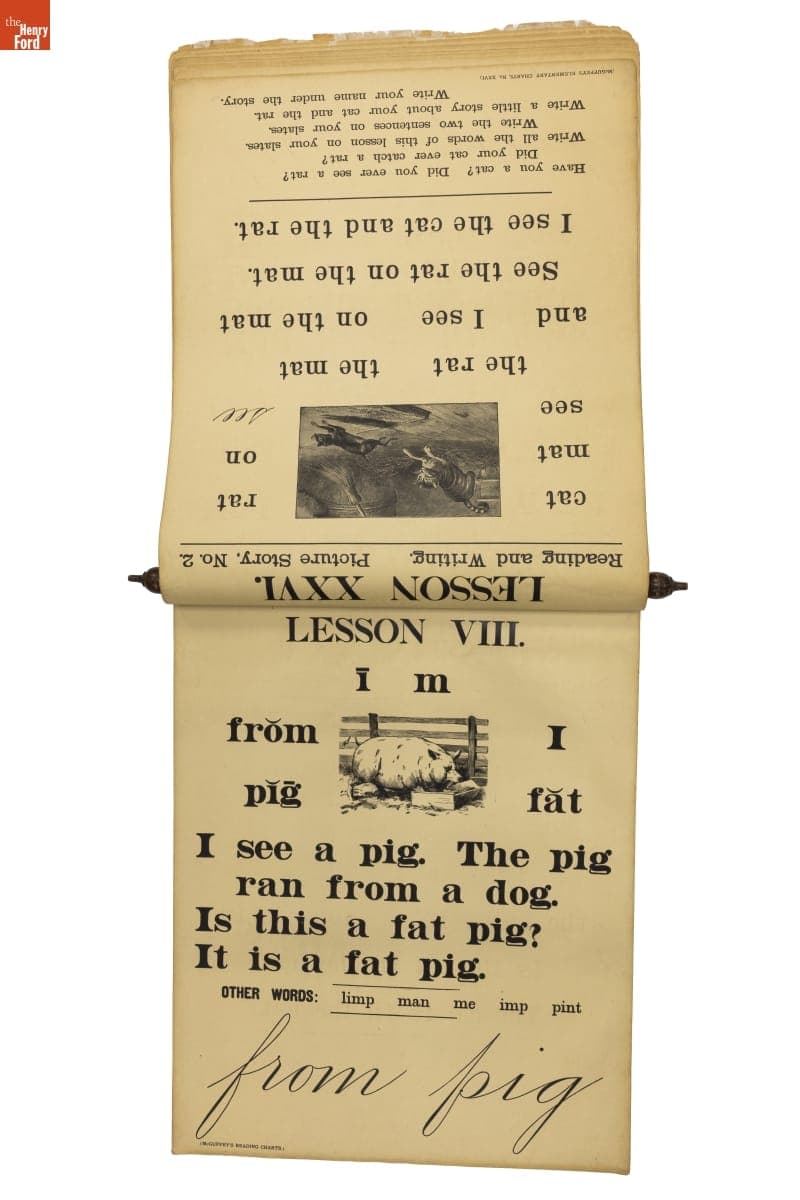 the
Henry
Ford
LESSON XXVI.
Reading and Writing. Picture Story, No. 2.
cat rat
mat on
see see
the rat the mat
and I see on the mat
See the rat on the mat.
I see the cat and the rat.
Have you a cat? Did you ever see a rat?
Did your cat ever catch a rat?
Write all the words of this lesson on your slates.
Write the two sentences on your slates.
Write a little story about your cat and the rat.
Write your name under the story.
(McGUFFEY'S ELEMENTARY CHARTS, No. XXVI.)
LESSON VIII.
ī m
frŏm I
pĭḡ făt
I see a pig. The pig
ran from a dog.
Is this a fat pig?
It is a fat pig.
OTHER WORDS: limp man me imp pint
from pig
(McGUFFEY'S READING CHARTS.)